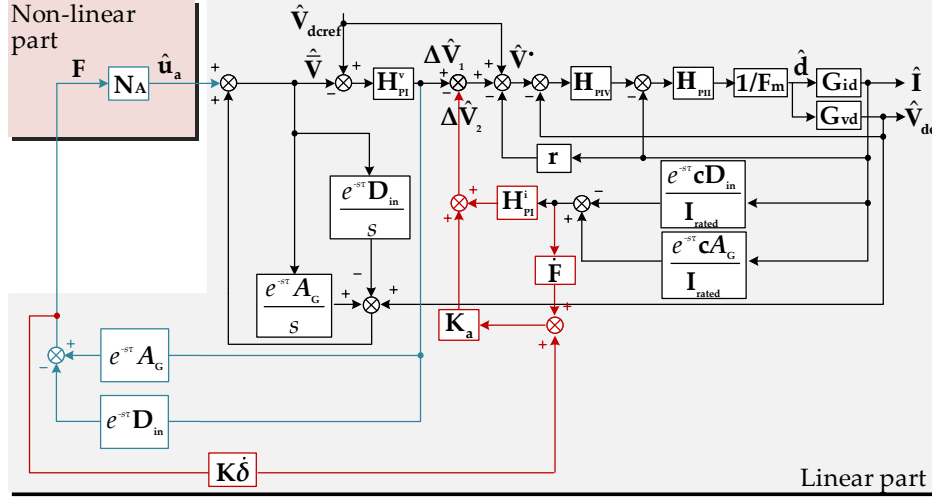 Non-linear
part
F
N_A
û_a
V̂_dcref
V̄̂
H^v_PI
ΔV̂_1
ΔV̂_2
V̂•
H_PIV
H_PII
1/F_m
d̂
G_id
G_vd
Î
V̂_dc
r
e^-sτ D_in
s
e^-sτ A_G
s
H^i_PI
e^-sτ cD_in
I_rated
e^-sτ cA_G
I_rated
Ḟ
K_a
e^-sτ A_G
e^-sτ D_in
Kδ̇
Linear part